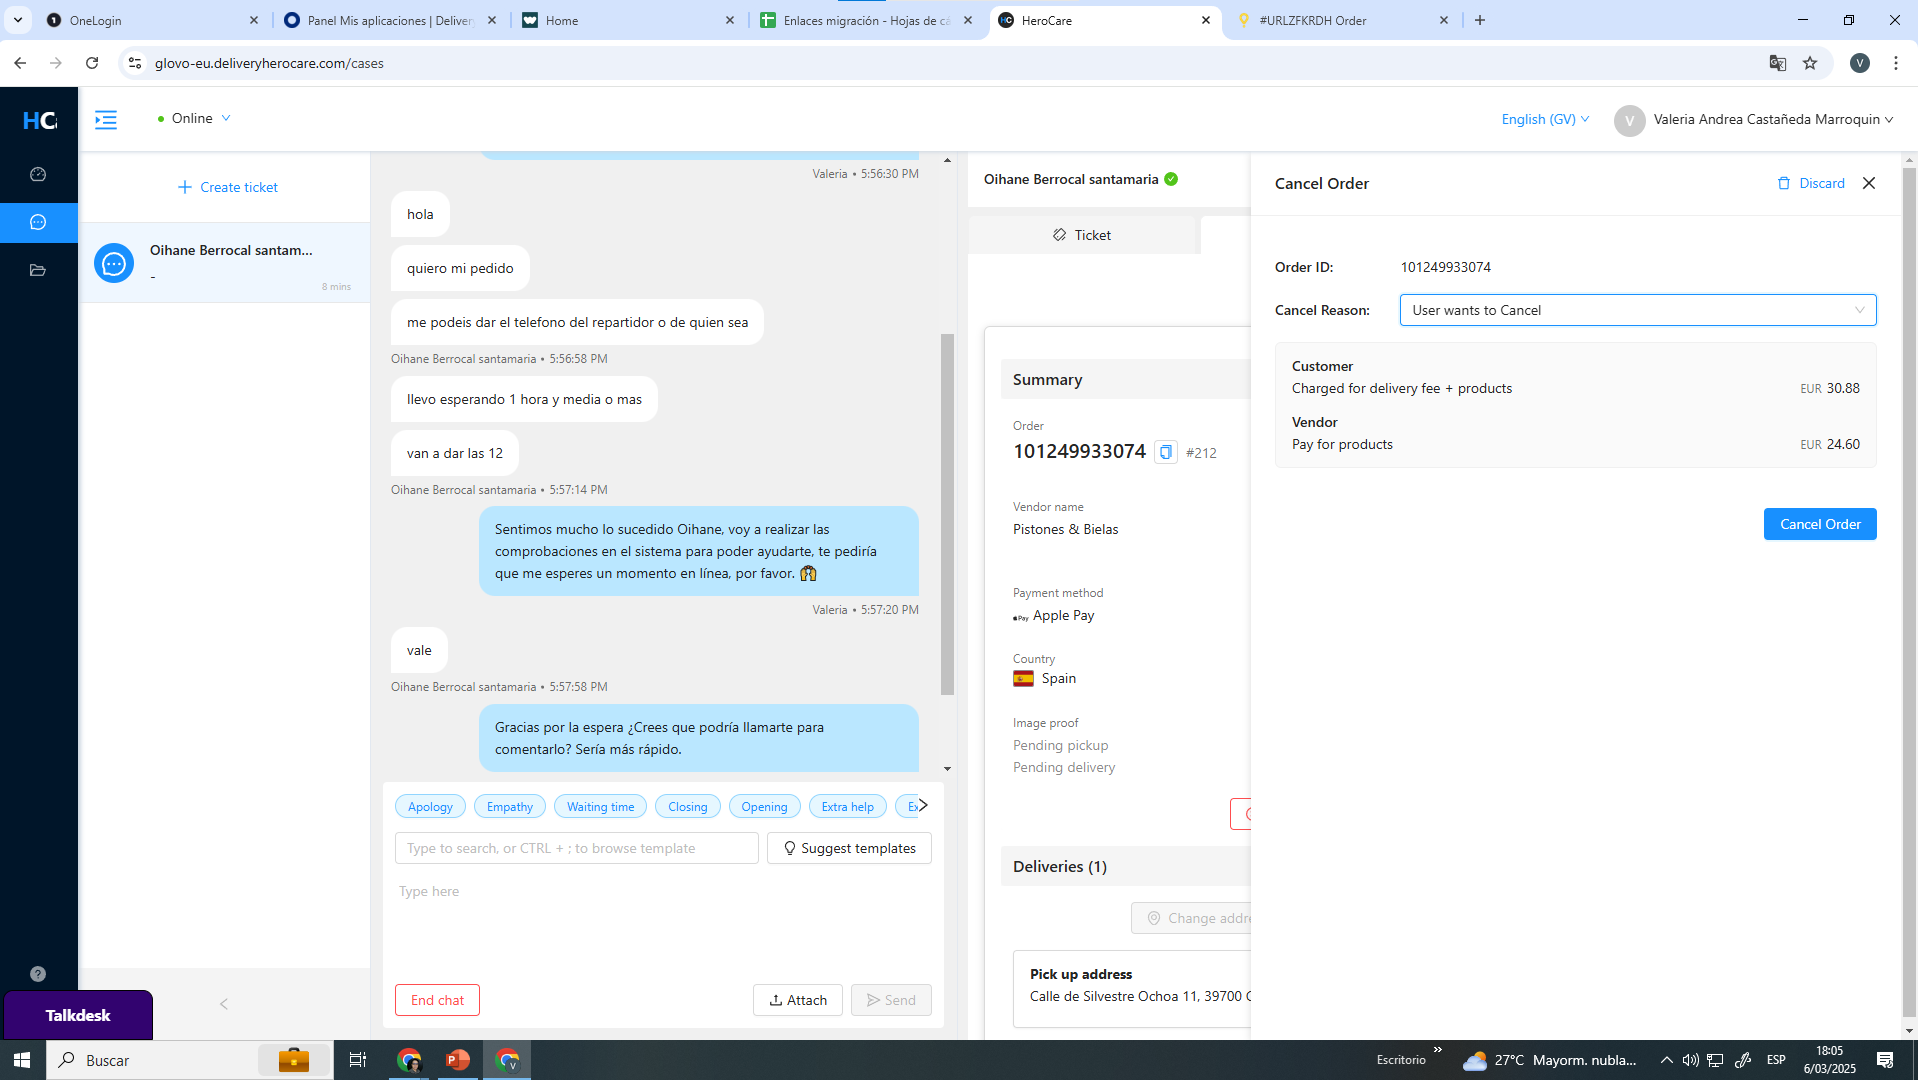 OneLogin
Panel Mis aplicaciones | Deliver
Home
Enlaces migración - Hojas de cá
HeroCare
#URLZFKRDH Order
glovo-eu.deliveryherocare.com/cases
V
HC
Online
English (GV)
V
Valeria Andrea Castañeda Marroquin
Create ticket
Oihane Berrocal santam...
-
8 mins
Valeria • 5:56:30 PM
hola
quiero mi pedido
me podeis dar el telefono del repartidor o de quien sea
Oihane Berrocal santamaria • 5:56:58 PM
llevo esperando 1 hora y media o mas
van a dar las 12
Oihane Berrocal santamaria • 5:57:14 PM
Sentimos mucho lo sucedido Oihane, voy a realizar las
comprobaciones en el sistema para poder ayudarte, te pediría
que me esperes un momento en línea, por favor.
Valeria • 5:57:20 PM
vale
Oihane Berrocal santamaria • 5:57:58 PM
Gracias por la espera ¿Crees que podría llamarte para
comentarlo? Sería más rápido.
Apology
Empathy
Waiting time
Closing
Opening
Extra help
Ex
Type to search, or CTRL + ; to browse template
Suggest templates
Type here
End chat
Attach
Send
Oihane Berrocal santamaria
Ticket
Summary
Order
101249933074
#212
Vendor name
Pistones & Bielas
Payment method
Pay Apple Pay
Country
Spain
Image proof
Pending pickup
Pending delivery
Deliveries (1)
Change addre
Pick up address
Calle de Silvestre Ochoa 11, 39700 C
Cancel Order
Discard
Order ID:
101249933074
Cancel Reason:
User wants to Cancel
Customer
Charged for delivery fee + products
EUR 30.88
Vendor
Pay for products
EUR 24.60
Cancel Order
Talkdesk
Buscar
Escritorio
27°C Mayorm. nubla...
ESP
18:05
6/03/2025